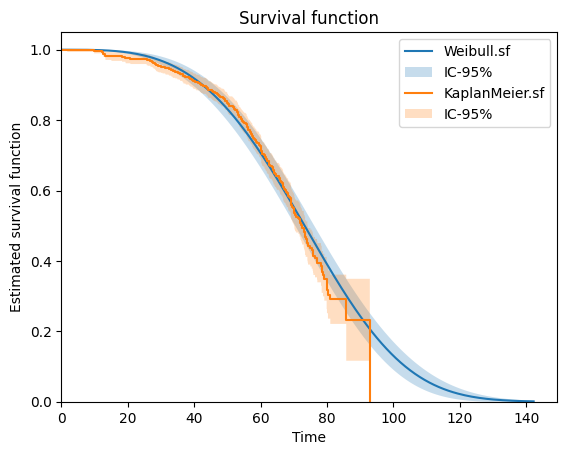 Survival function
Weibull.sf
IC-95%
KaplanMeier.sf
IC-95%
1.0
0.8
0.6
0.4
0.2
0.0
Estimated survival function
0 20 40 60 80 100 120 140
Time